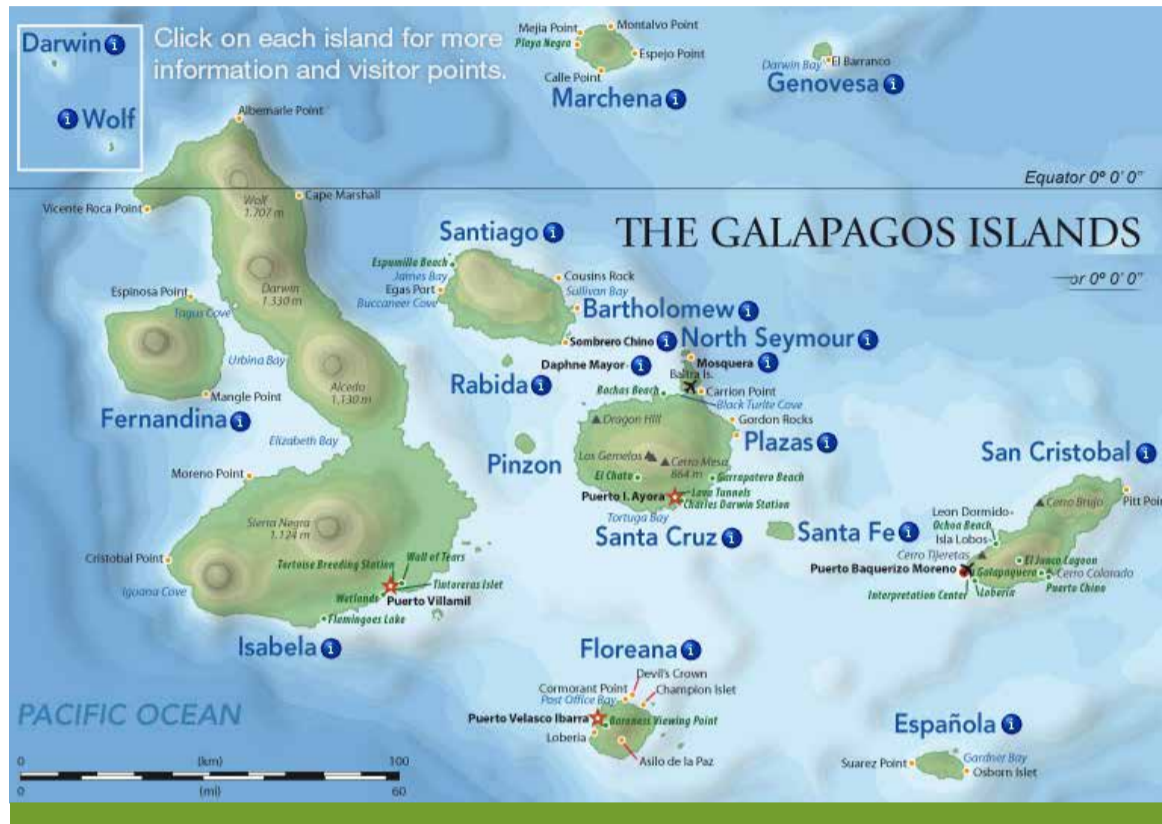 Darwin
Wolf
Click on each island for more
information and visitor points.
Mejia Point
Montalvo Point
Playa Negra
Espejo Point
Calle Point
Marchena
Darwin Bay
El Barranco
Genovesa
Albemarle Point
Equator 0º 0' 0"
Wolf
1.707 m
Cape Marshall
Vicente Roca Point
THE GALAPAGOS ISLANDS
or 0º 0' 0"
Santiago
Espumilla Beach
James Bay
Egas Port
Buccaneer Cove
Cousins Rock
Sullivan Bay
Bartholomew
Darwin
1.330 m
Espinosa Point
Tagus Cove
Sombrero Chino
North Seymour
Daphne Mayor
Mosquera
Baltra Is.
Urbina Bay
Rabida
Bachas Beach
Carrion Point
Black Turlte Cove
Alcedo
1,130 m
Mangle Point
Fernandina
Dragon Hill
Gordon Rocks
Plazas
Elizabeth Bay
Pinzon
Los Gemelos
Cerro Mesa
864 m
San Cristobal
Moreno Point
El Chato
Garrapatero Beach
Puerto I. Ayora
Lava Tunnels
Charles Darwin Station
Cerro Brujo
Pitt Poi
Tortuga Bay
Santa Cruz
Santa Fe
Leon Dormido
Ochoa Beach
Isla Lobos
Sierra Negra
1.124 m
Cristobal Point
Tortoise Breeding Station
Wall of Tears
Cerro Tijeretas
El Junco Lagoon
Puerto Baquerizo Moreno
Galapaguera
Cerro Colorado
Iguana Cove
Tintoreras Islet
Wetlands
Puerto Villamil
Interpretation Center
Loberia
Puerto Chino
Flamingoes Lake
Isabela
Floreana
Devil's Crown
Cormorant Point
Champion Islet
Post Office Bay
PACIFIC OCEAN
Puerto Velasco Ibarra
Baroness Viewing Point
Loberia
Asilo de la Paz
Española
Suarez Point
Gardner Bay
Osborn Islet
0 (km) 100
0 (mi) 60